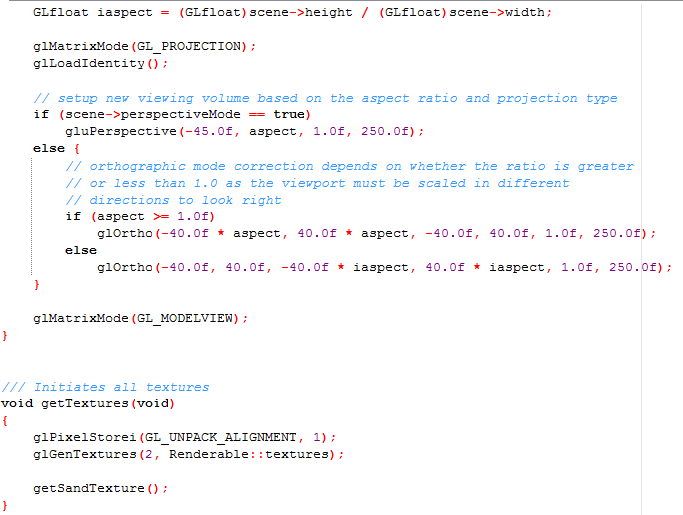 GLfloat iaspect = (GLfloat)scene->height / (GLfloat)scene->width;
glMatrixMode(GL_PROJECTION);
glLoadIdentity();
// setup new viewing volume based on the aspect ratio and projection type
if (scene->perspectiveMode == true)
gluPerspective(-45.0f, aspect, 1.0f, 250.0f);
else {
// orthographic mode correction depends on whether the ratio is greater
// or less than 1.0 as the viewport must be scaled in different
// directions to look right
if (aspect >= 1.0f)
glOrtho(-40.0f * aspect, 40.0f * aspect, -40.0f, 40.0f, 1.0f, 250.0f);
else
glOrtho(-40.0f, 40.0f, -40.0f * iaspect, 40.0f * iaspect, 1.0f, 250.0f);
}
glMatrixMode(GL_MODELVIEW);
}
/// Initiates all textures
void getTextures(void)
{
glPixelStorei(GL_UNPACK_ALIGNMENT, 1);
glGenTextures(2, Renderable::textures);
getSandTexture();
}